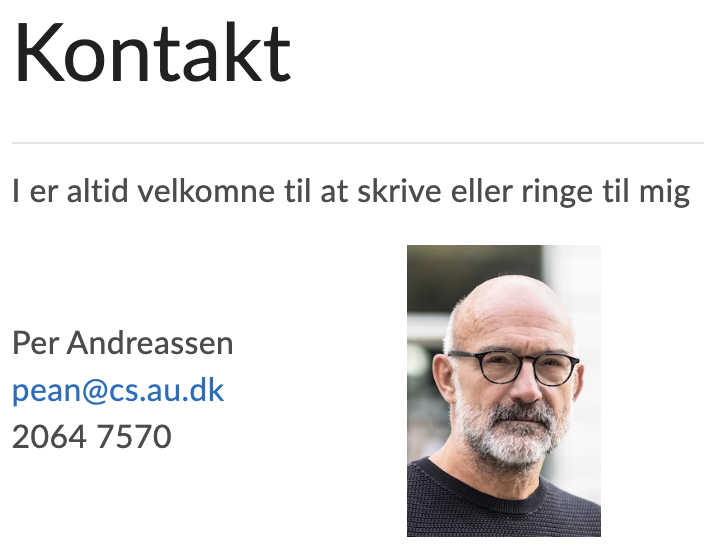 Kontakt
I er altid velkomne til at skrive eller ringe til mig
Per Andreassen
pean@cs.au.dk
2064 7570